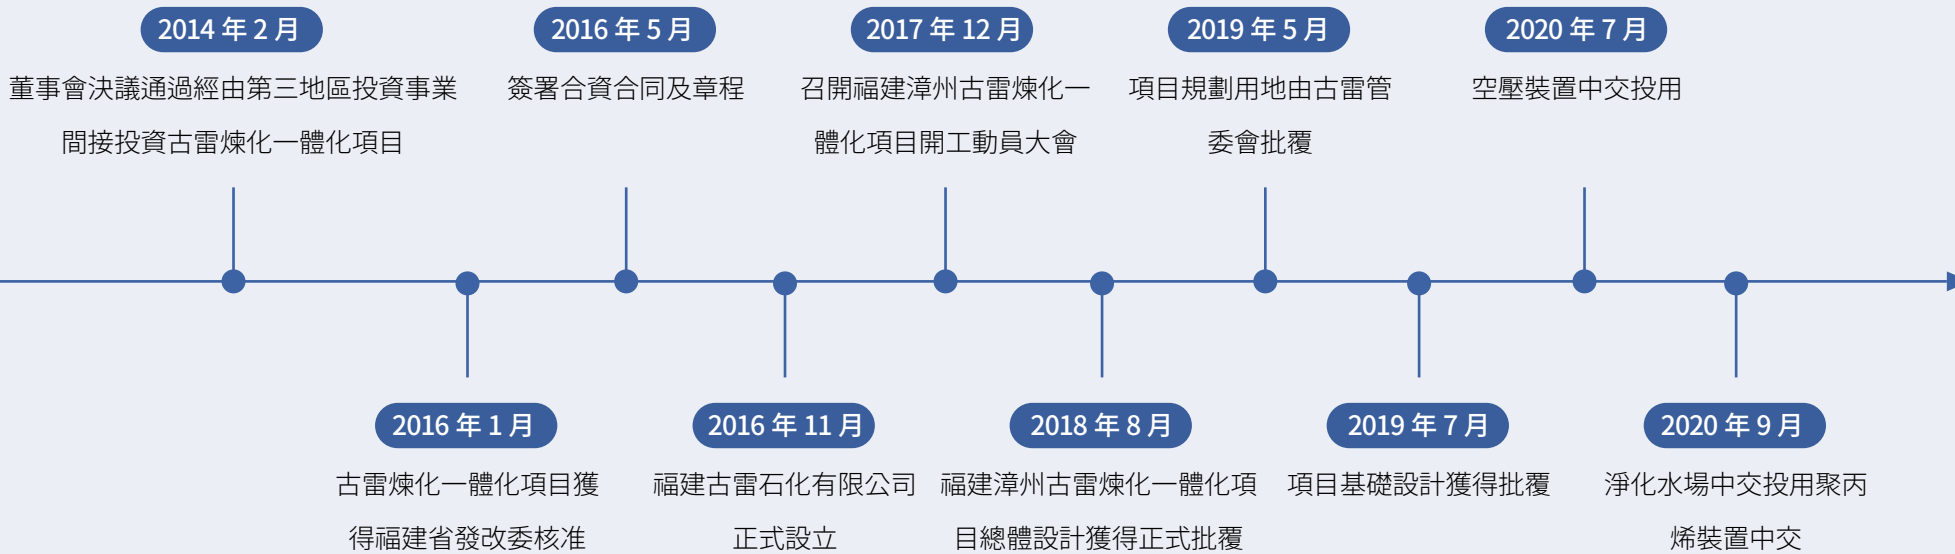 2014 年 2 月
董事會決議通過經由第三地區投資事業
間接投資古雷煉化一體化項目
2016 年 5 月
簽署合資合同及章程
2017 年 12 月
召開福建漳州古雷煉化一
體化項目開工動員大會
2019 年 5 月
項目規劃用地由古雷管
委會批覆
2020 年 7 月
空壓裝置中交投用
2016 年 1 月
古雷煉化一體化項目獲
得福建省發改委核准
2016 年 11 月
福建古雷石化有限公司
正式設立
2018 年 8 月
福建漳州古雷煉化一體化項
目總體設計獲得正式批覆
2019 年 7 月
項目基礎設計獲得批覆
2020 年 9 月
淨化水場中交投用聚丙
烯裝置中交